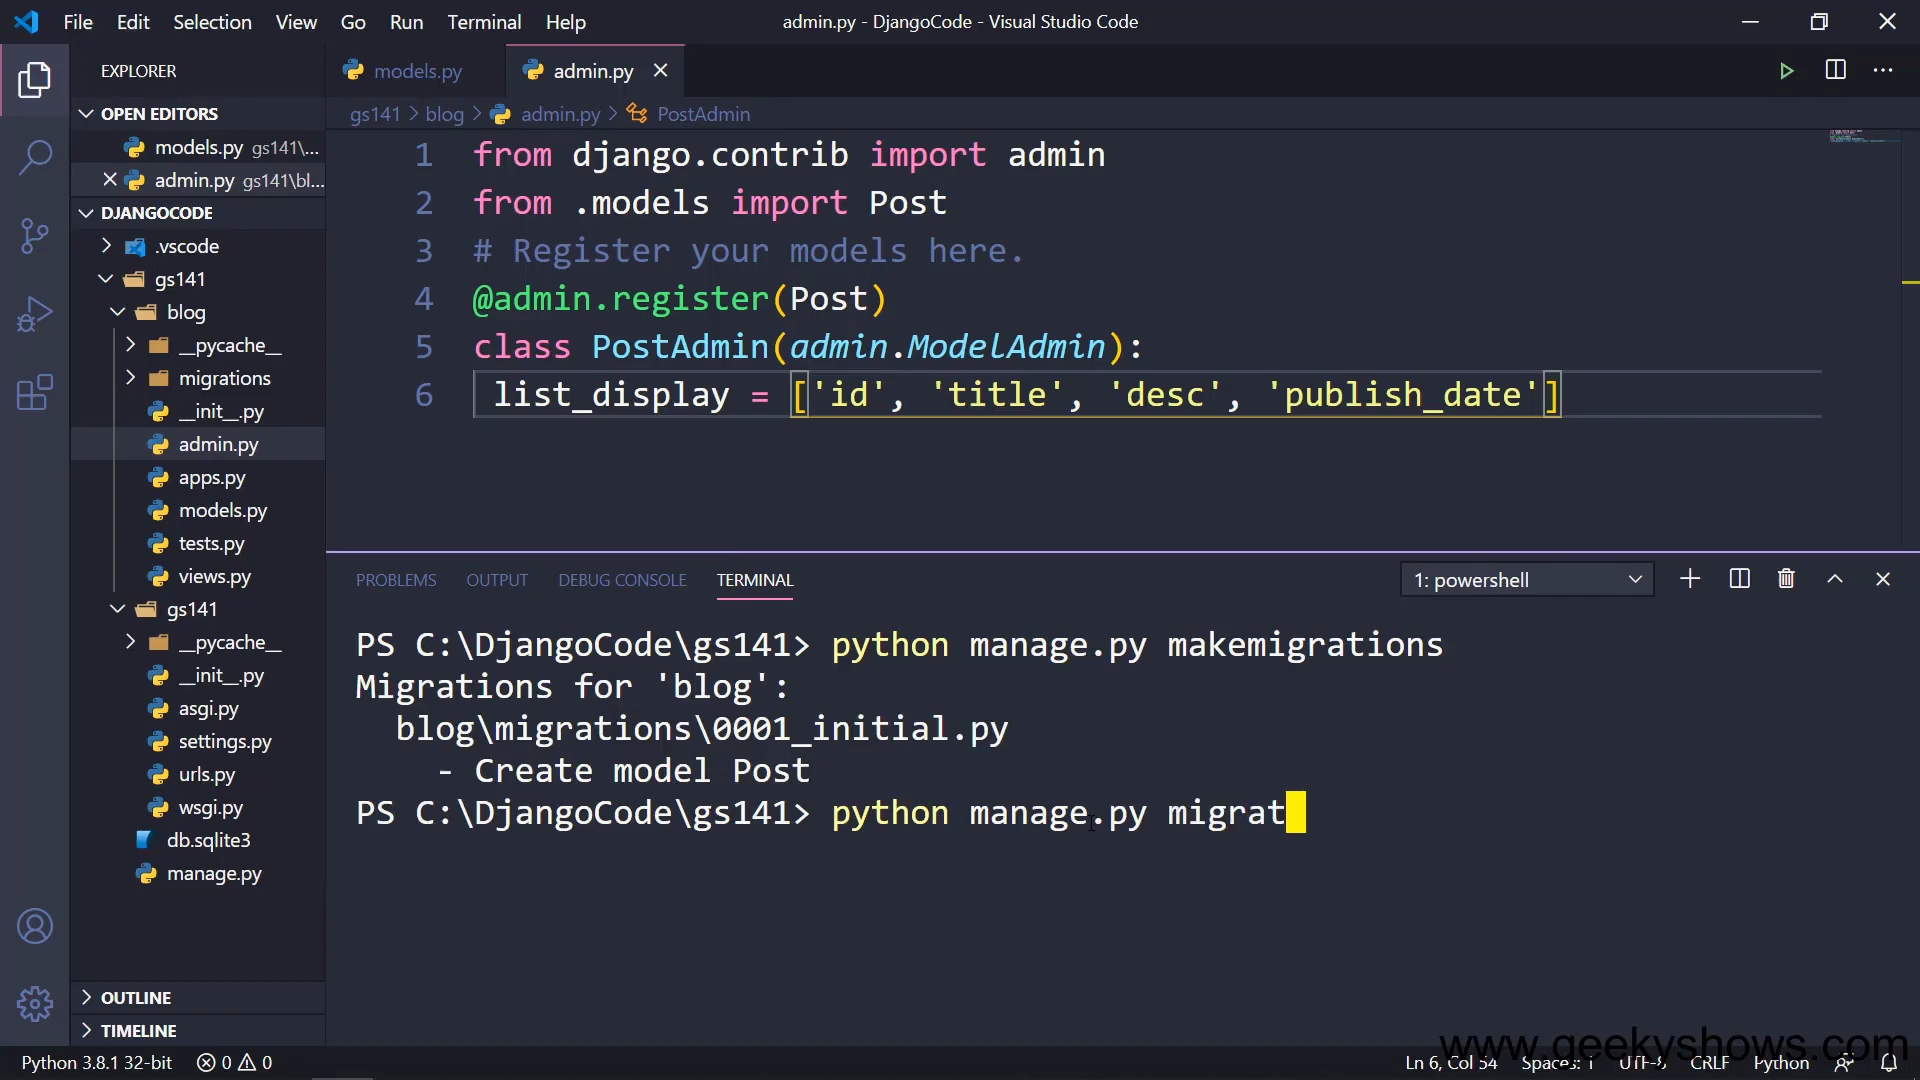 File Edit Selection View Go Run Terminal Help
admin.py - DjangoCode - Visual Studio Code
EXPLORER
OPEN EDITORS
models.py gs141\...
admin.py gs141\bl...
DJANGOCODE
.vscode
gs141
blog
__pycache__
migrations
__init__.py
admin.py
apps.py
models.py
tests.py
views.py
gs141
__pycache__
__init__.py
asgi.py
settings.py
urls.py
wsgi.py
db.sqlite3
manage.py
OUTLINE
TIMELINE
models.py admin.py
gs141 > blog > admin.py > PostAdmin
1 from django.contrib import admin
2 from .models import Post
3 # Register your models here.
4 @admin.register(Post)
5 class PostAdmin(admin.ModelAdmin):
6 list_display = ['id', 'title', 'desc', 'publish_date']
PROBLEMS OUTPUT DEBUG CONSOLE TERMINAL
1: powershell
PS C:\DjangoCode\gs141> python manage.py makemigrations
Migrations for 'blog':
blog\migrations\0001_initial.py
- Create model Post
PS C:\DjangoCode\gs141> python manage.py migrat
www.geekyshows.com
Python 3.8.1 32-bit 0 0
Ln 6, Col 54 Spaces: 1 UTF-8 CRLF Python